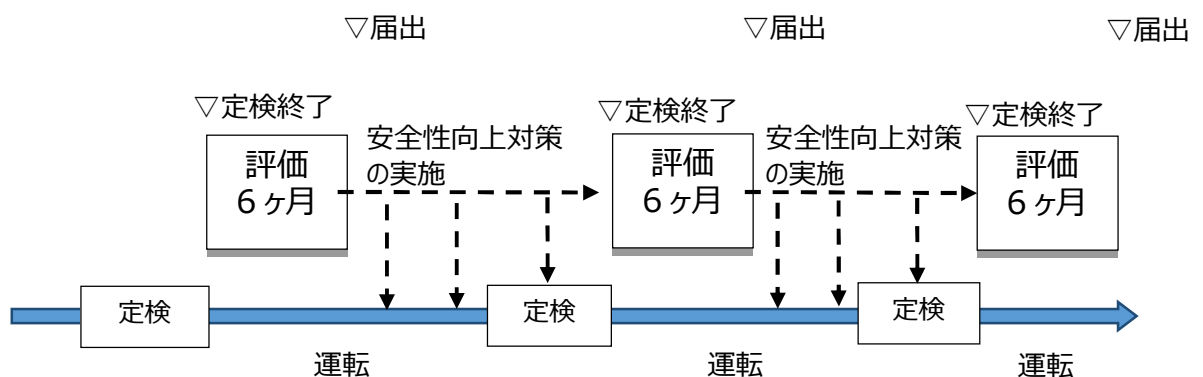 ▽届出
▽届出
▽届出
▽定検終了
▽定検終了
▽定検終了
評価
6ヶ月
安全性向上対策
の実施
評価
6ヶ月
安全性向上対策
の実施
評価
6ヶ月
定検
定検
定検
運転
運転
運転